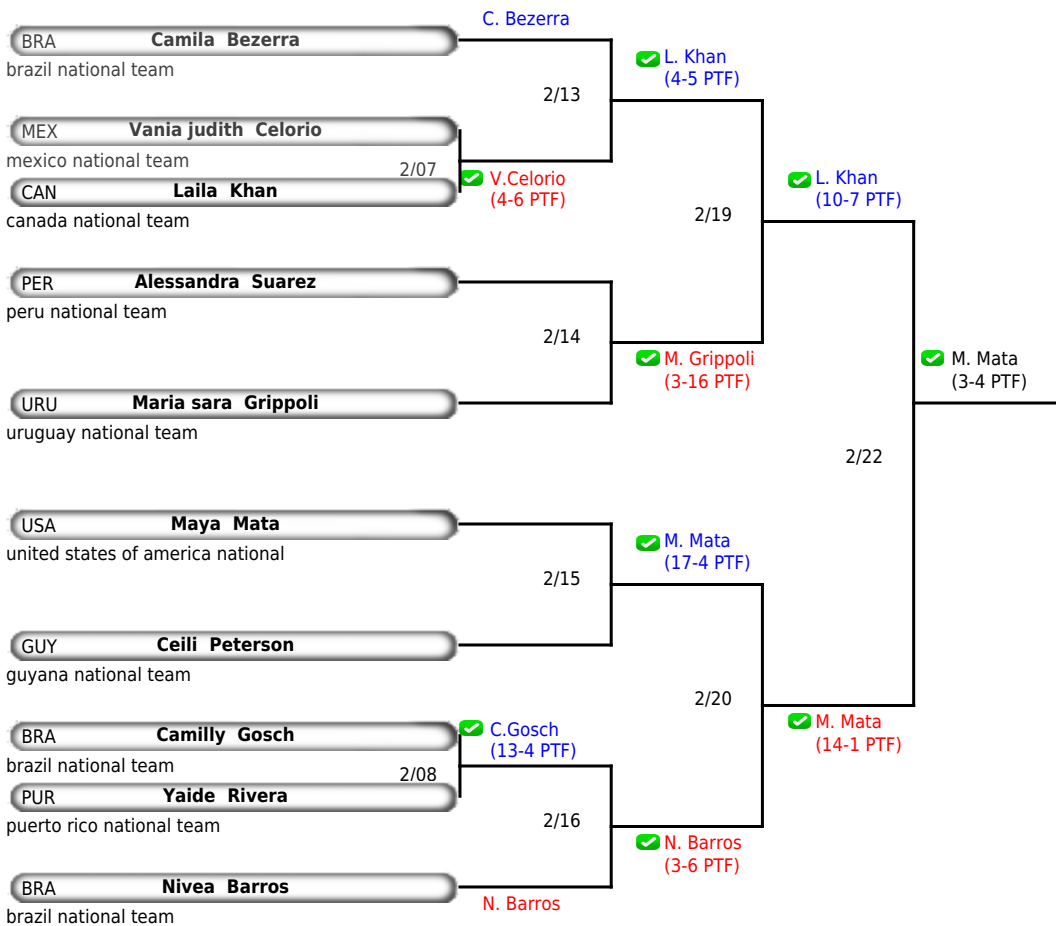 C. Bezerra
BRA Camila Bezerra
brazil national team
2/13
L. Khan
(4-5 PTF)
MEX Vania judith Celorio
mexico national team
2/07
V.Celorio
(4-6 PTF)
CAN Laila Khan
canada national team
L. Khan
(10-7 PTF)
2/19
PER Alessandra Suarez
peru national team
2/14
M. Grippoli
(3-16 PTF)
URU Maria sara Grippoli
uruguay national team
M. Mata
(3-4 PTF)
2/22
USA Maya Mata
united states of america national
2/15
M. Mata
(17-4 PTF)
GUY Ceili Peterson
guyana national team
2/20
M. Mata
(14-1 PTF)
BRA Camilly Gosch
brazil national team
C.Gosch
(13-4 PTF)
2/08
PUR Yaide Rivera
puerto rico national team
2/16
N. Barros
(3-6 PTF)
BRA Nivea Barros
brazil national team
N. Barros